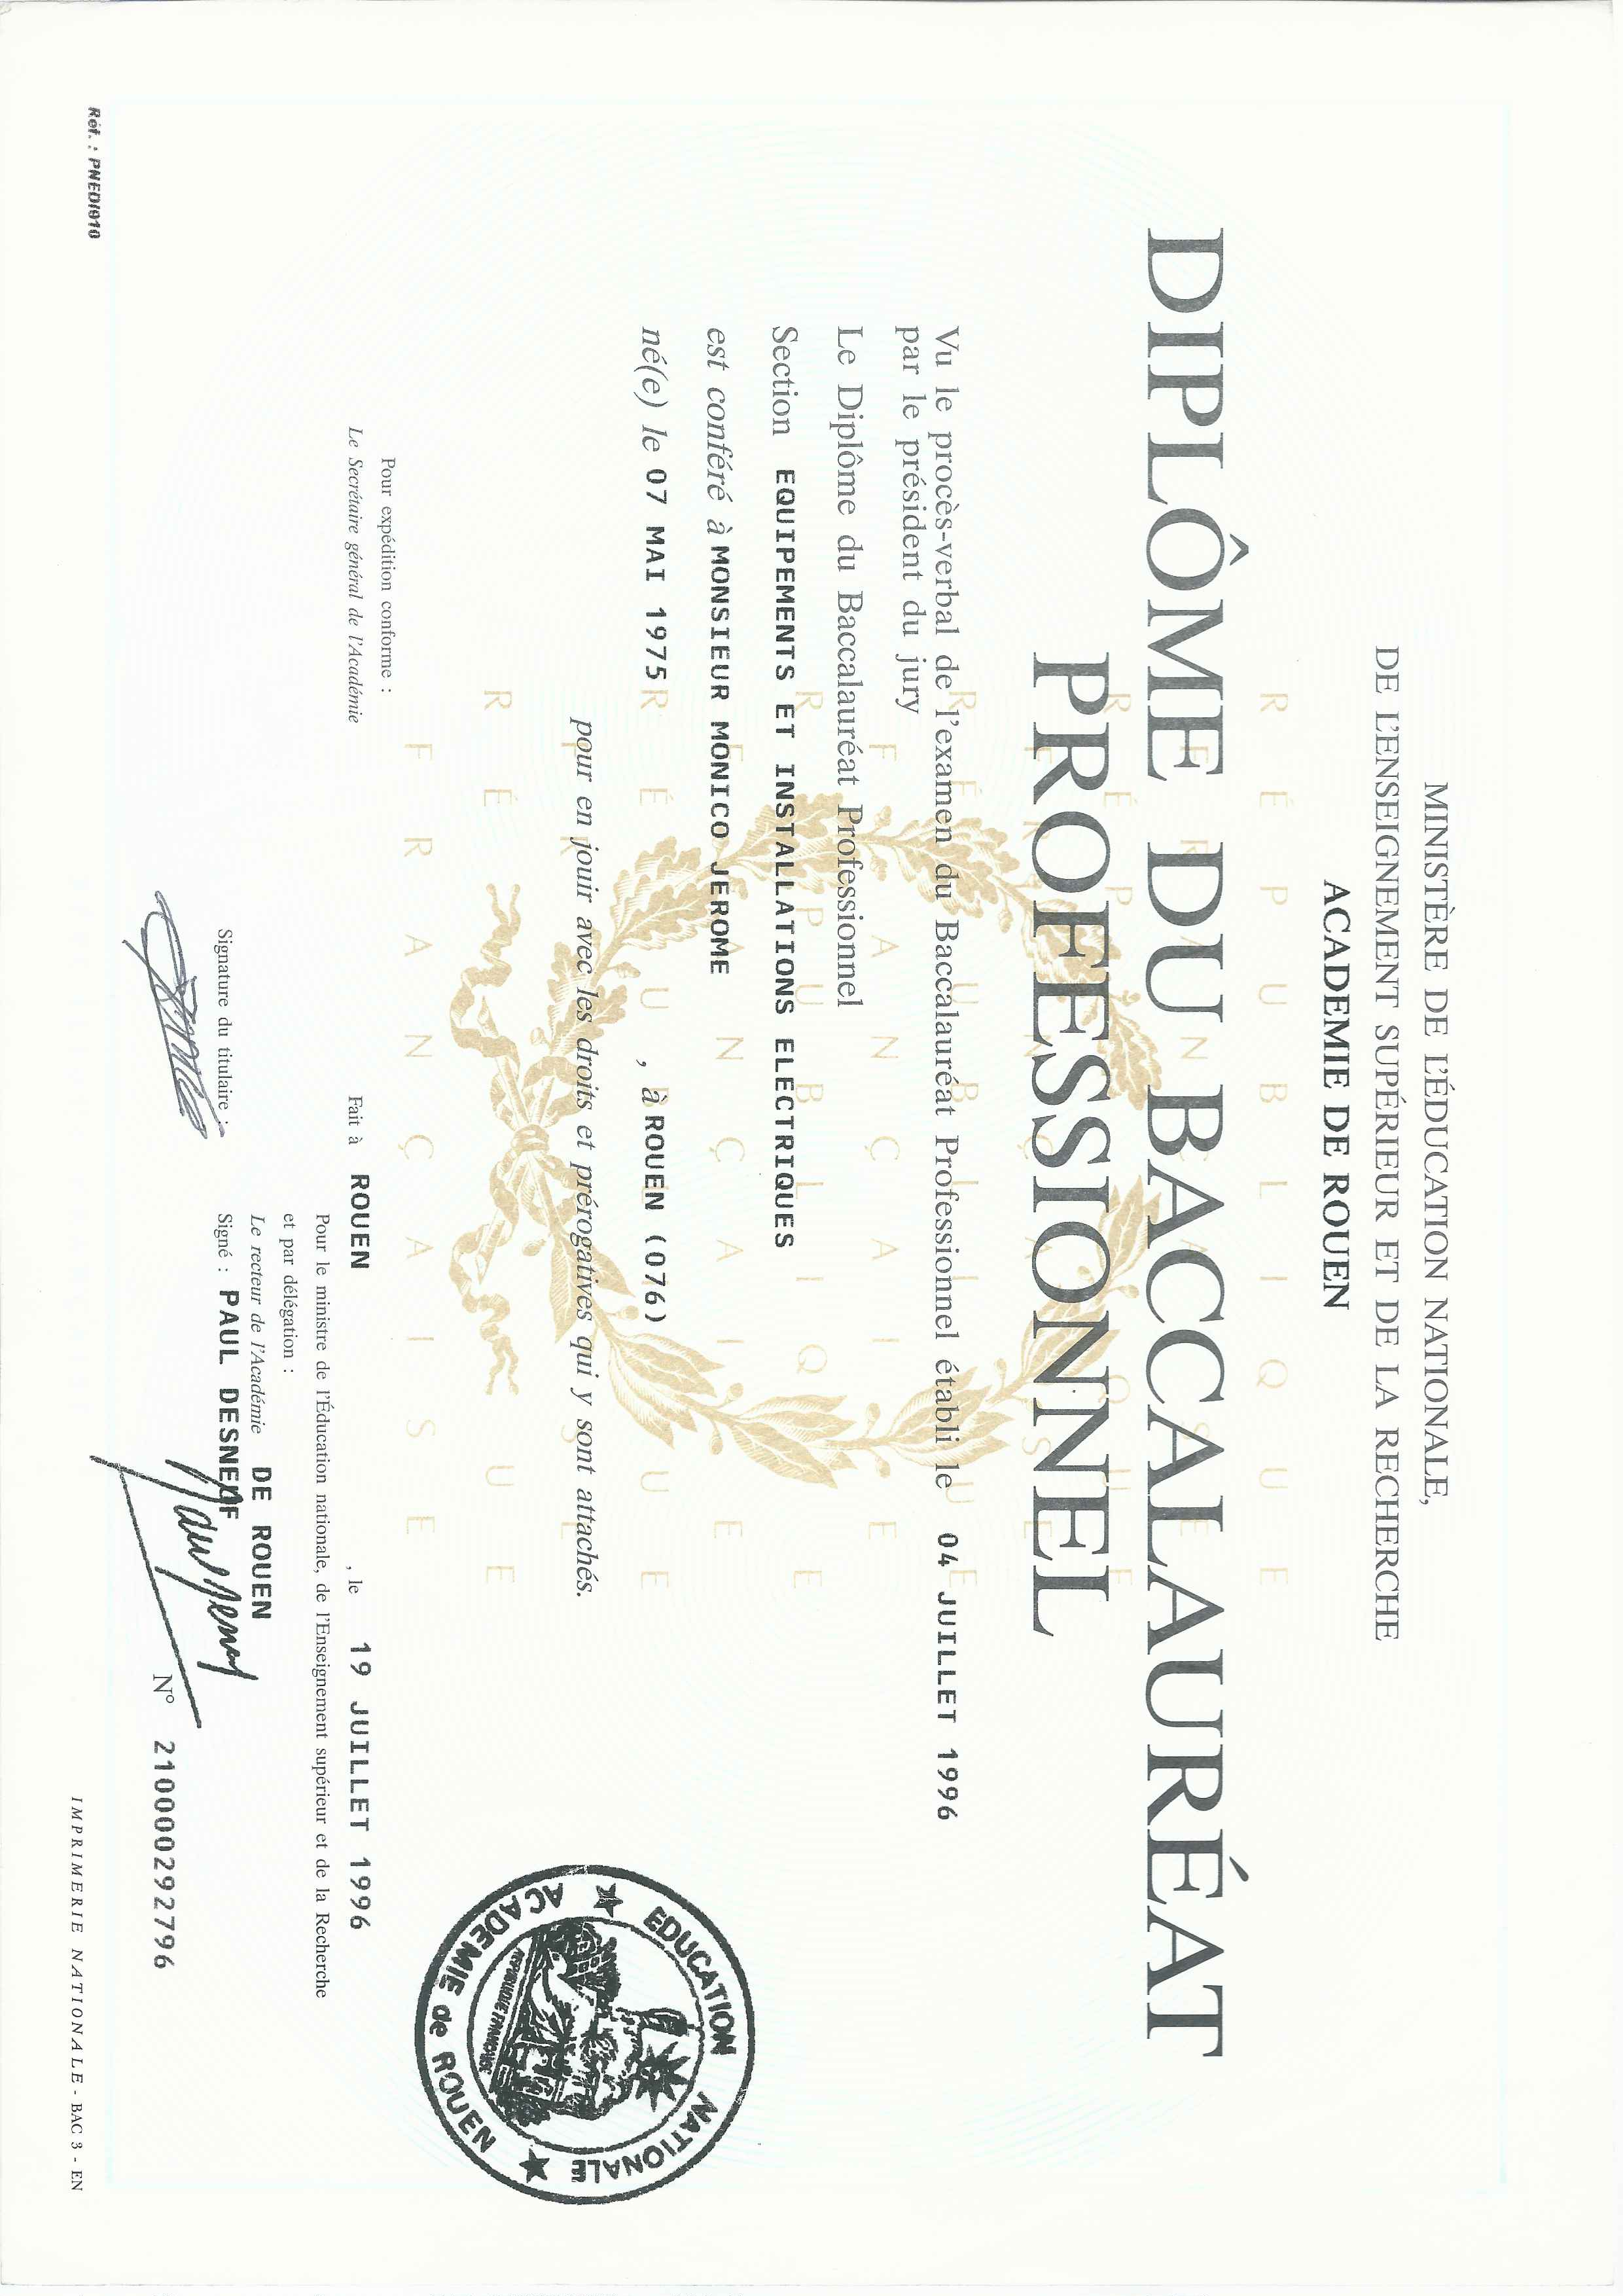 MINISTÈRE DE L'ÉDUCATION NATIONALE,
DE L'ENSEIGNEMENT SUPÉRIEUR ET DE LA RECHERCHE
ACADEMIE DE ROUEN
RÉPUBLIQUE
FRANÇAISE
DIPLÔME DU BACCALAURÉAT
PROFESSIONNEL
Vu le procès-verbal de l'examen du Baccalauréat Professionnel établi le 04 JUILLET 1996
par le président du jury
Le Diplôme du Baccalauréat Professionnel
Section EQUIPEMENTS ET INSTALLATIONS ELECTRIQUES
est conféré à MONSIEUR MONICO JEROME
né(e) le 07 MAI 1975 , à ROUEN (076)
pour en jouir avec les droits et prérogatives qui y sont attachés.
EDUCATION NATIONALE
REPUBLIQUE FRANCAISE
ACADEMIE de ROUEN
Pour expédition conforme :
Le Secrétaire général de l'Académie
Fait à ROUEN , le 19 JUILLET 1996
Pour le ministre de l'Éducation nationale, de l'Enseignement supérieur et de la Recherche
et par délégation :
Le recteur de l'Académie DE ROUEN
Signature du titulaire :
Signé : PAUL DESNEUF
N° 210000292796
Réf. : PNEDI910
IMPRIMERIE NATIONALE - BAC 3 - EN